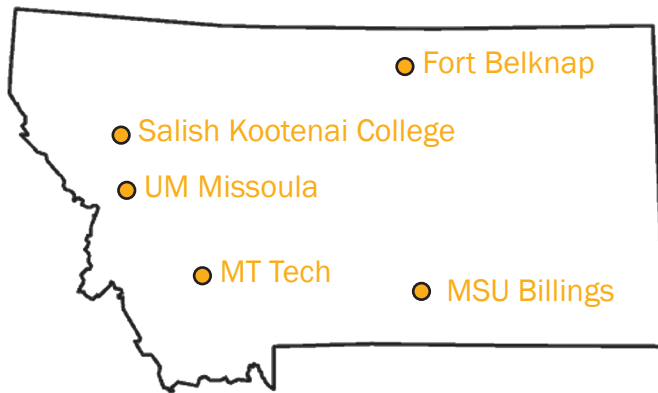 Fort Belknap
Salish Kootenai College
UM Missoula
MT Tech
MSU Billings